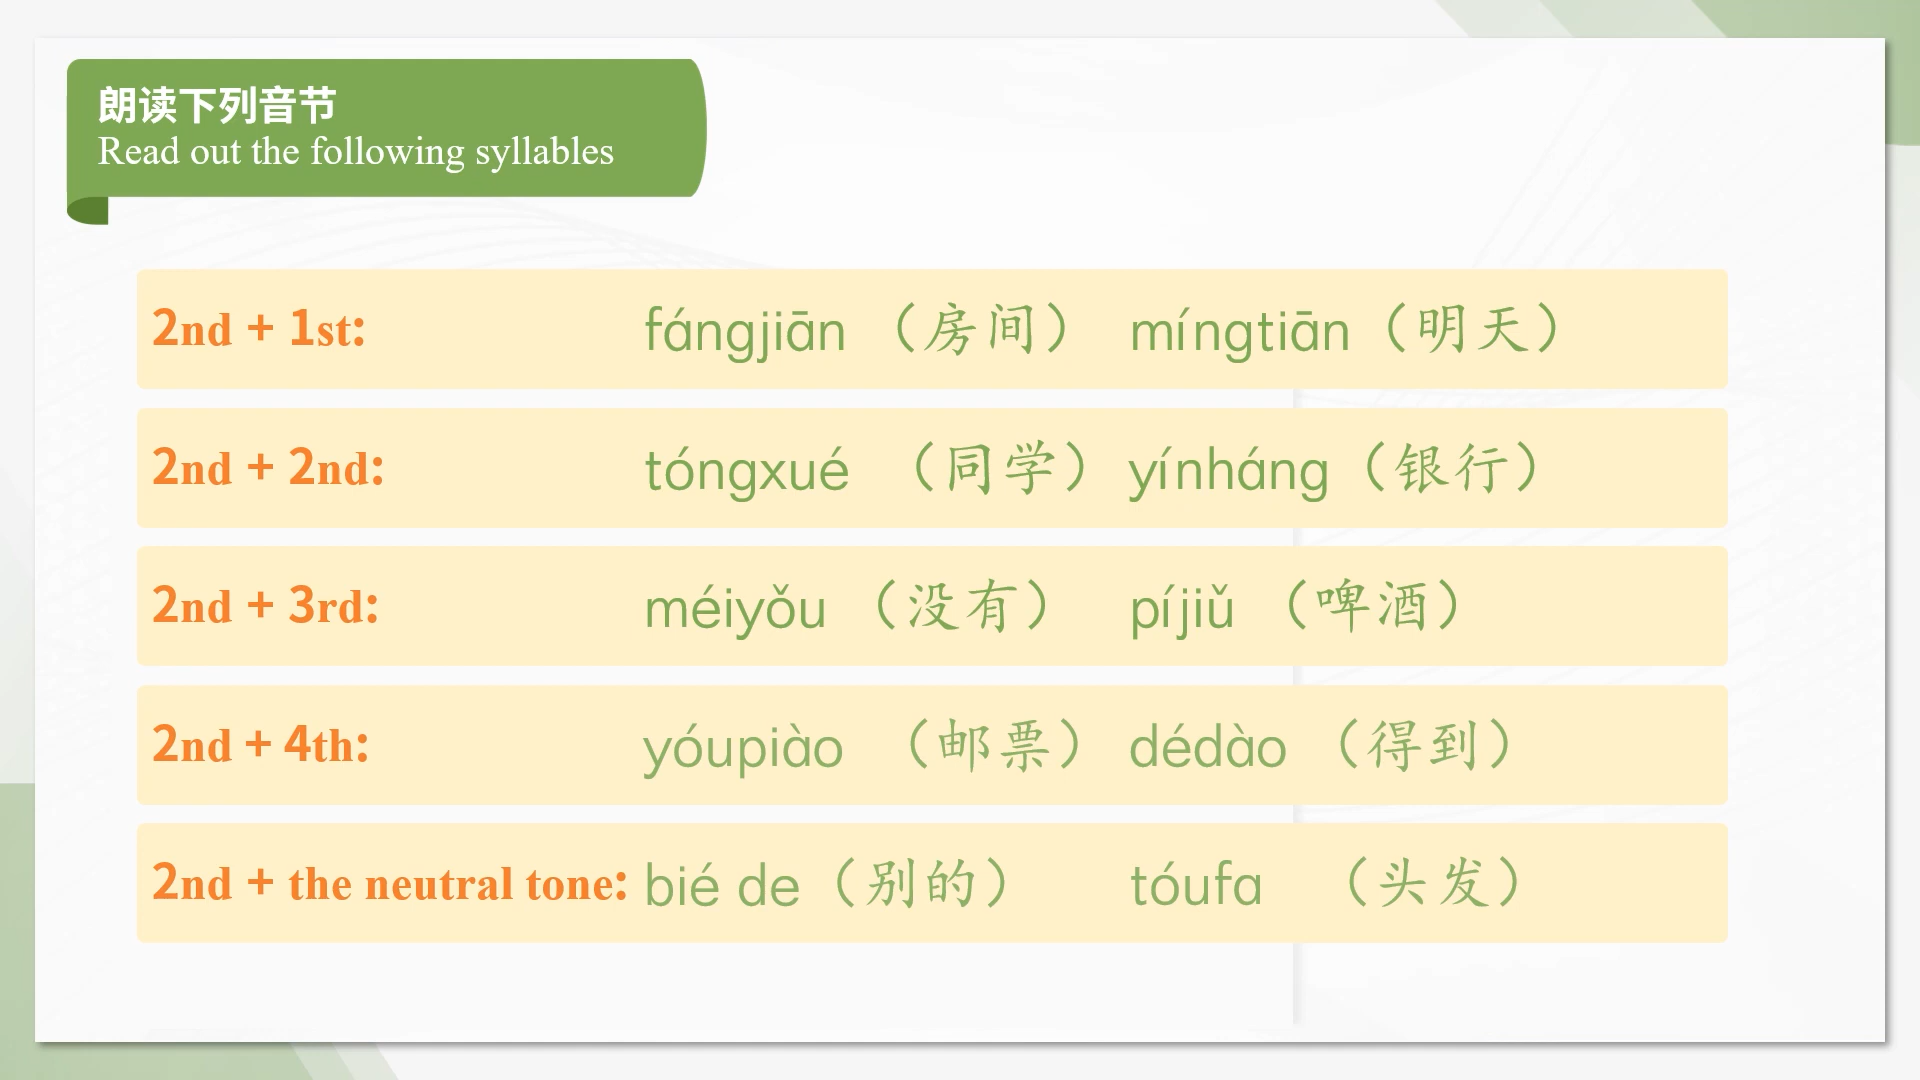 朗读下列音节
Read out the following syllables
2nd + 1st: fángjiān （房间） míngtiān（明天）
2nd + 2nd: tóngxué （同学） yínháng（银行）
2nd + 3rd: méiyǒu （没有） píjiǔ （啤酒）
2nd + 4th: yóupiào （邮票） dédào （得到）
2nd + the neutral tone: bié de（别的） tóufa （头发）